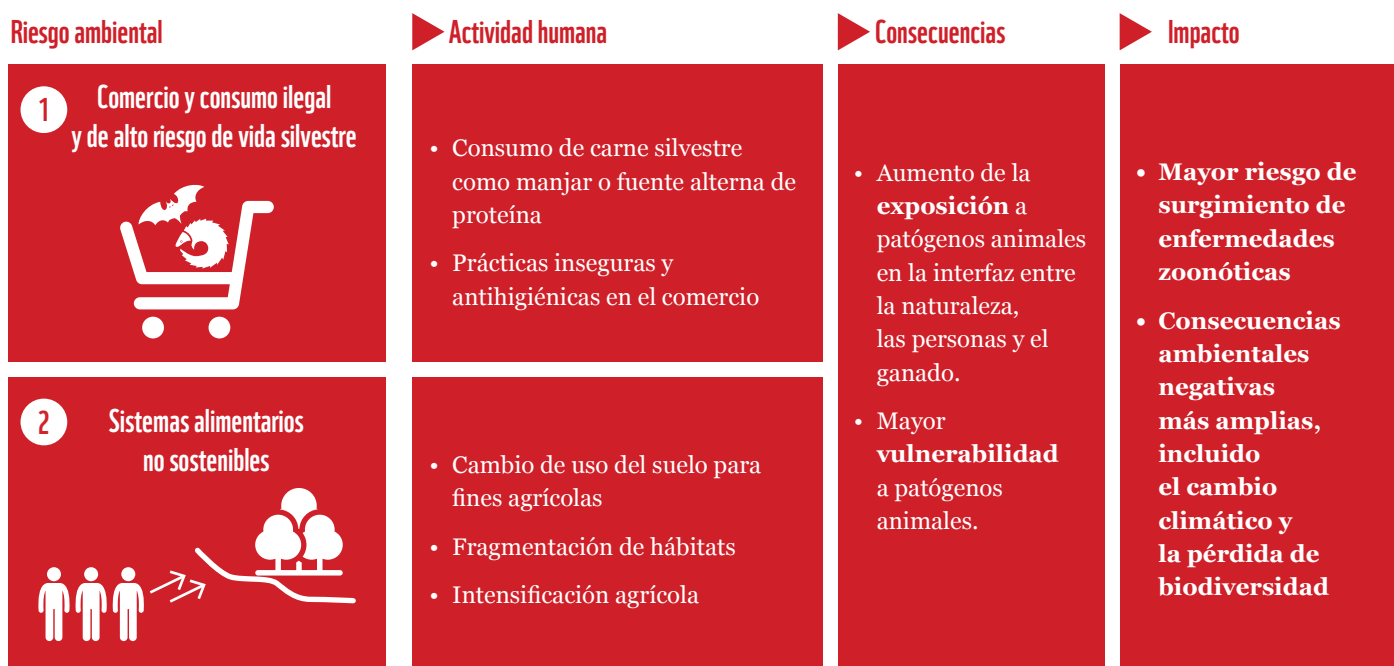 Riesgo ambiental
Actividad humana
Consecuencias
Impacto
1
Comercio y consumo ilegal
y de alto riesgo de vida silvestre
• Consumo de carne silvestre
como manjar o fuente alterna de
proteína
• Prácticas inseguras y
antihigiénicas en el comercio
2
Sistemas alimentarios
no sostenibles
• Cambio de uso del suelo para
fines agrícolas
• Fragmentación de hábitats
• Intensificación agrícola
• Aumento de la
exposición a
patógenos animales
en la interfaz entre
la naturaleza,
las personas y el
ganado.
• Mayor
vulnerabilidad
a patógenos
animales.
• Mayor riesgo de
surgimiento de
enfermedades
zoonóticas
• Consecuencias
ambientales
negativas
más amplias,
incluido
el cambio
climático y
la pérdida de
biodiversidad